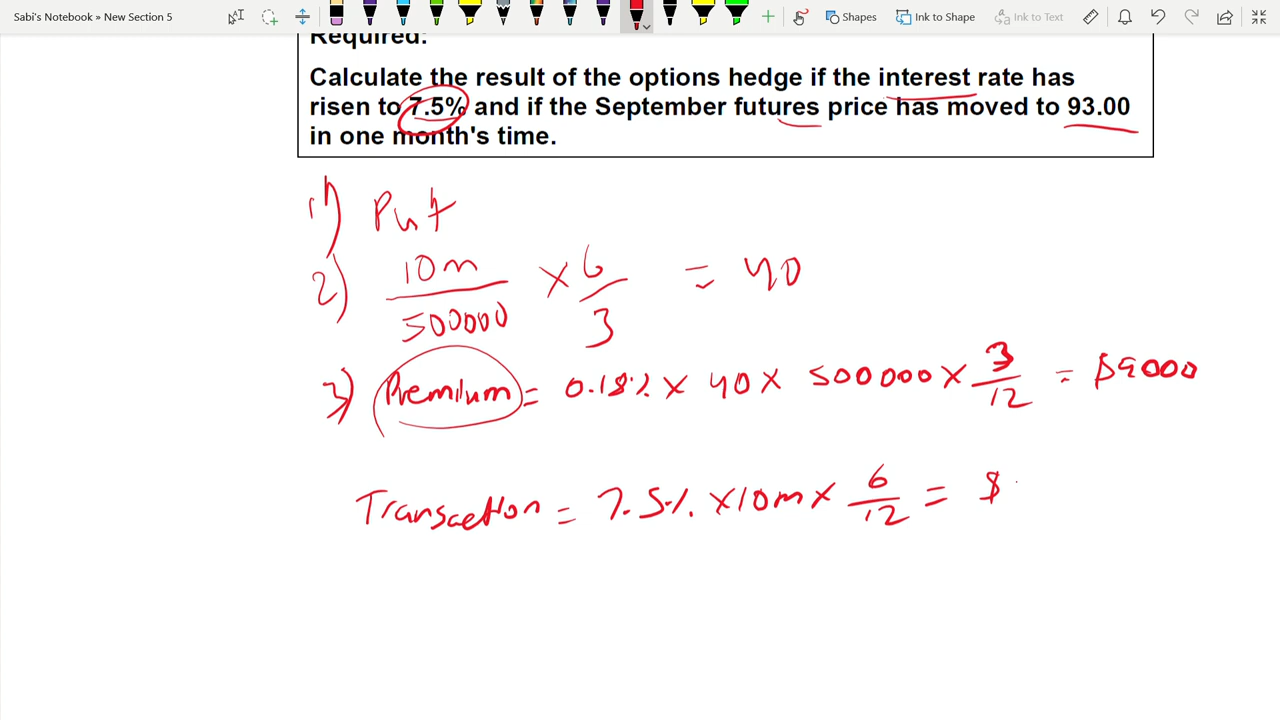 Sabi's Notebook » New Section 5
Shapes
Ink to Shape
Ink to Text
Required:
Calculate the result of the options hedge if the interest rate has
risen to 7.5% and if the September futures price has moved to 93.00
in one month's time.
1) Put
2) 10m / 500000 × 6 / 3 = 40
3) Premium = 0.18% × 40 × 500000 × 3 / 12 = $9000
Transaction = 7.5% × 10m × 6 / 12 = $